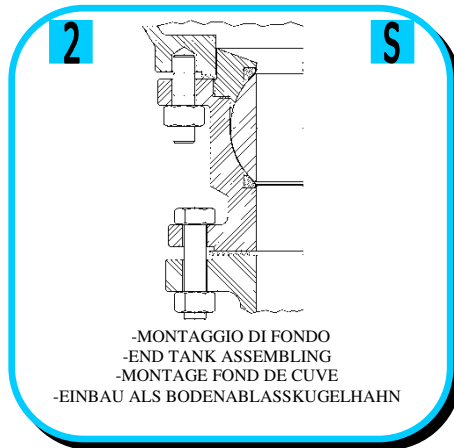 2 S
-MONTAGGIO DI FONDO
-END TANK ASSEMBLING
-MONTAGE FOND DE CUVE
-EINBAU ALS BODENABLASSKUGELHAHN